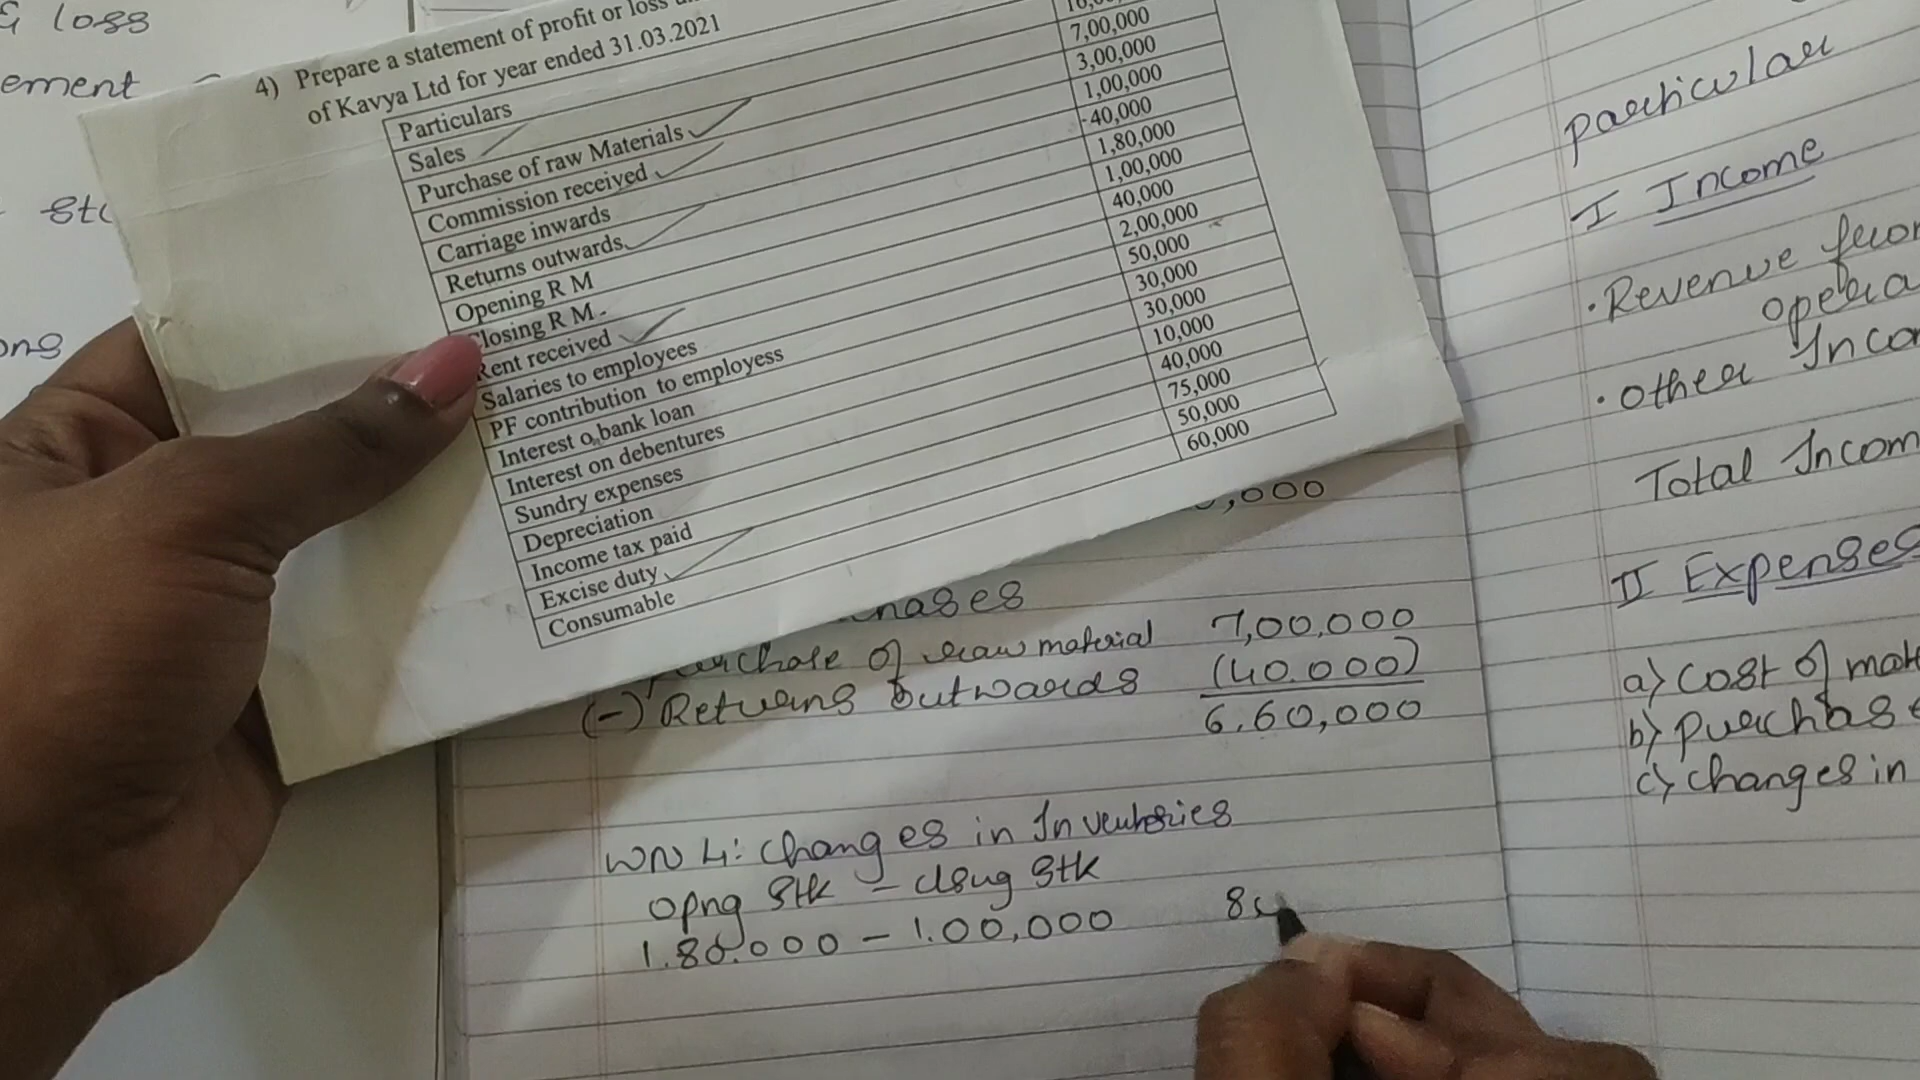 & loss
ement
4) Prepare a statement of profit or loss
of Kavya Ltd for year ended 31.03.2021
Particulars
Sales
Purchase of raw Materials 7,00,000
Commission received 3,00,000
Carriage inwards 1,00,000
Returns outwards 40,000
Opening R M 1,80,000
Closing R M 1,00,000
Rent received 40,000
Salaries to employees 2,00,000
PF contribution to employess 50,000
Interest on bank loan 30,000
Interest on debentures 30,000
Sundry expenses 10,000
Depreciation 40,000
Income tax paid 75,000
Excise duty 50,000
Consumable 60,000
,000
hases
urchase of raw material 7,00,000
(-) Returns outwards (40.000)
6.60,000
WN 4: Changes in Inventories
opng Stk - clsng Stk
1.80.000 - 1.00,000 8
Particular
I Income
• Revenue from
opera
• Other Inco
Total Incom
II Expenses
a) Cost of mat
b) purchase
c) changes in